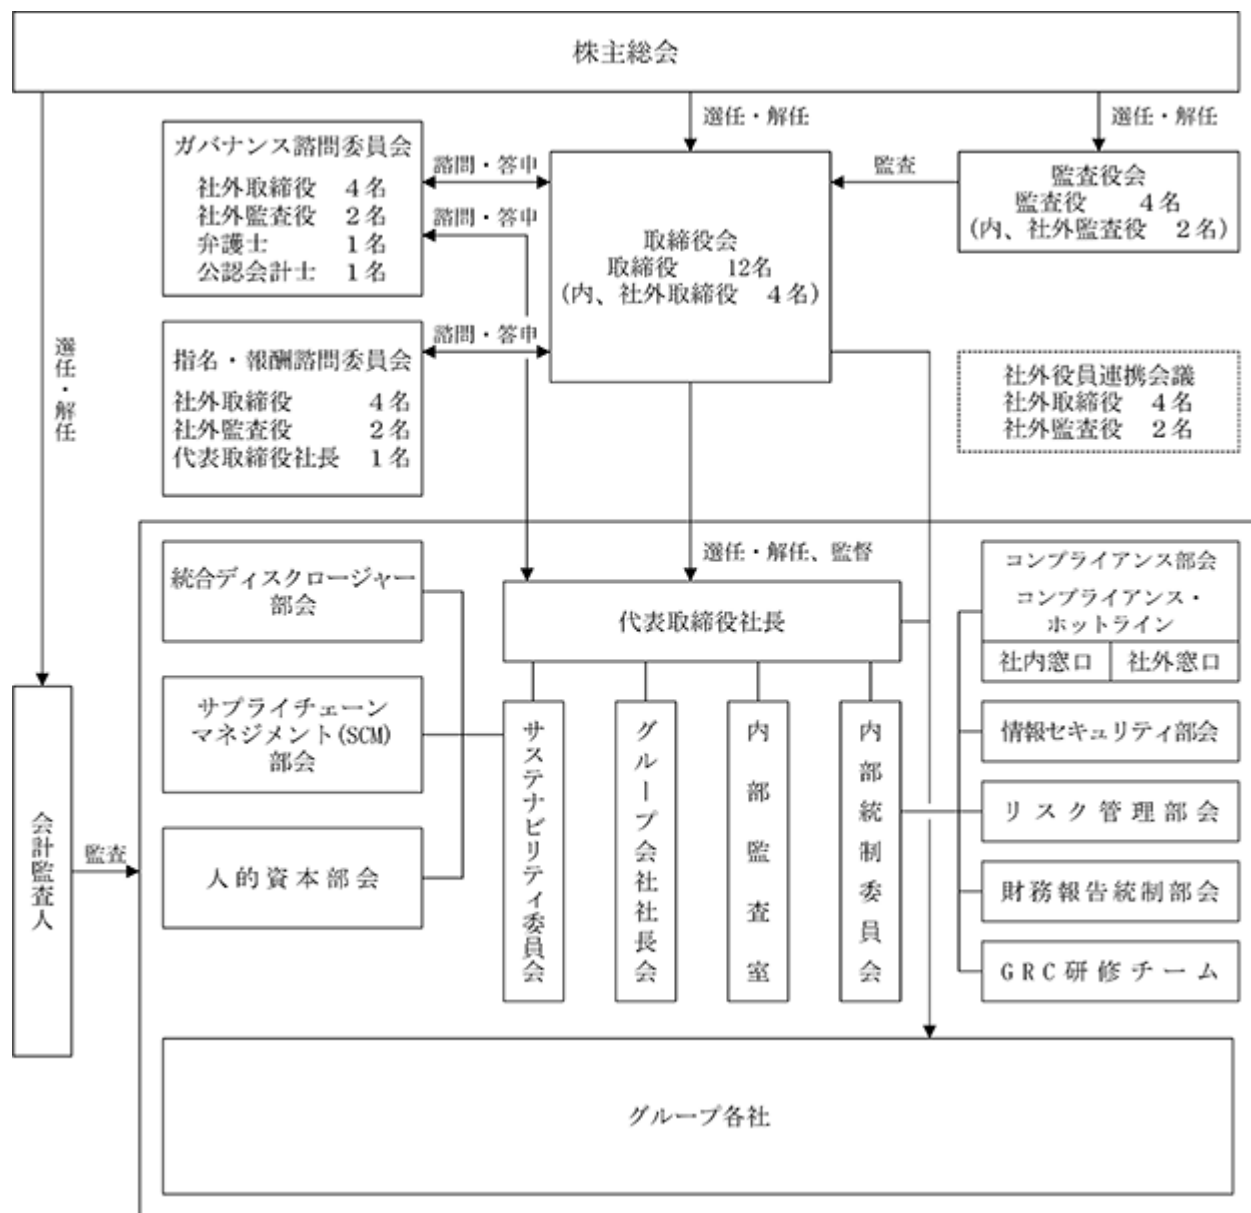 株主総会
選任・解任
選任・解任
ガバナンス諮問委員会
社外取締役 4名
社外監査役 2名
弁護士 1名
公認会計士 1名
諮問・答申
諮問・答申
取締役会
取締役 12名
(内、社外取締役 4名)
監査
監査役会
監査役 4名
(内、社外監査役 2名)
選任・解任
指名・報酬諮問委員会
社外取締役 4名
社外監査役 2名
代表取締役社長 1名
諮問・答申
社外役員連携会議
社外取締役 4名
社外監査役 2名
選任・解任、監督
代表取締役社長
統合ディスクロージャー
部会
サプライチェーン
マネジメント(SCM)
部会
人的資本部会
サステナビリティ委員会
グループ会社社長会
内部監査室
内部統制委員会
コンプライアンス部会
コンプライアンス・
ホットライン
社内窓口
社外窓口
情報セキュリティ部会
リスク管理部会
財務報告統制部会
GRC研修チーム
会計監査人
監査
グループ各社